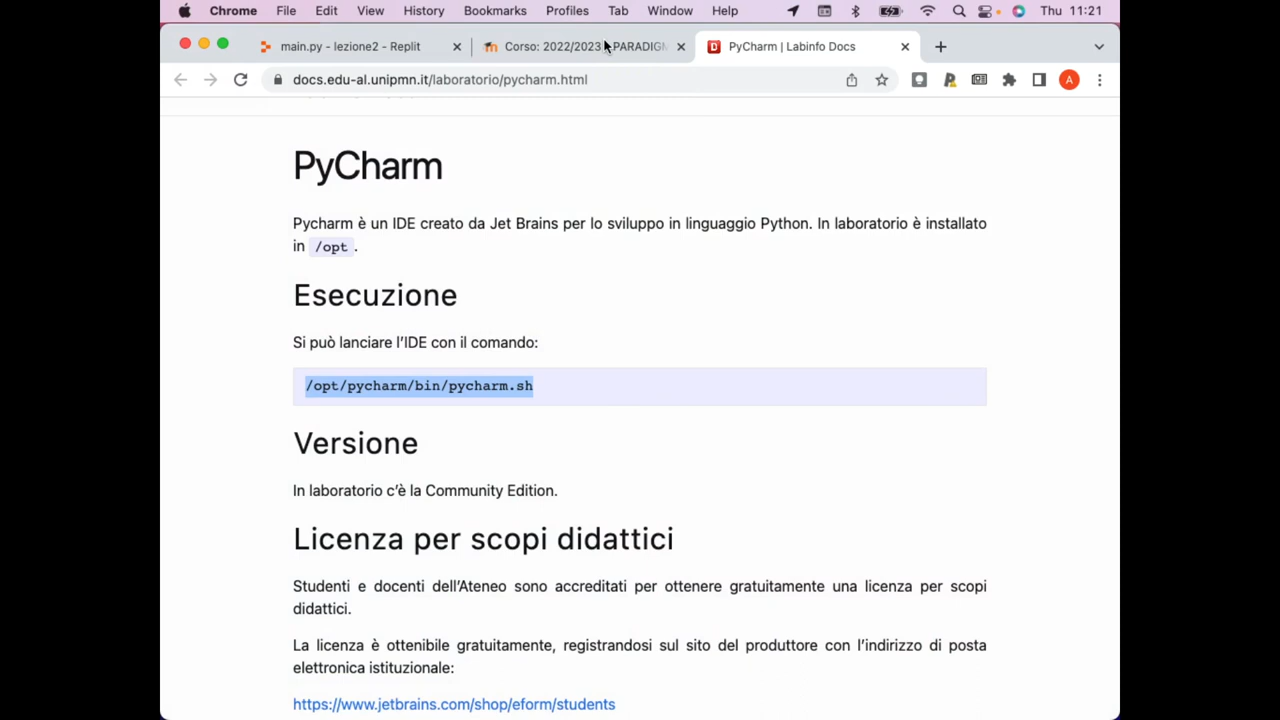 Chrome File Edit View History Bookmarks Profiles Tab Window Help Thu 11:21
main.py - lezione2 - Replit Corso: 2022/2023 PARADIGM PyCharm | Labinfo Docs
docs.edu-al.unipmn.it/laboratorio/pycharm.html A
PyCharm
Pycharm è un IDE creato da Jet Brains per lo sviluppo in linguaggio Python. In laboratorio è installato
in /opt .
Esecuzione
Si può lanciare l’IDE con il comando:
/opt/pycharm/bin/pycharm.sh
Versione
In laboratorio c’è la Community Edition.
Licenza per scopi didattici
Studenti e docenti dell’Ateneo sono accreditati per ottenere gratuitamente una licenza per scopi
didattici.
La licenza è ottenibile gratuitamente, registrandosi sul sito del produttore con l’indirizzo di posta
elettronica istituzionale:
https://www.jetbrains.com/shop/eform/students